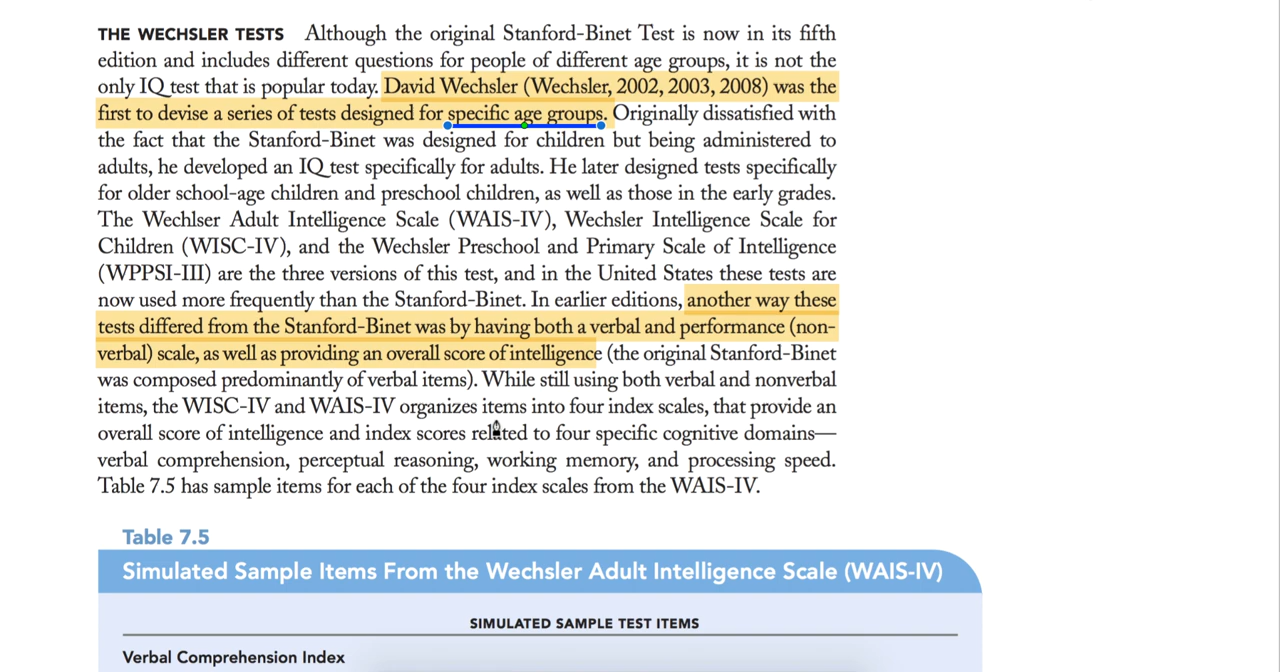 THE WECHSLER TESTS Although the original Stanford-Binet Test is now in its fifth
edition and includes different questions for people of different age groups, it is not the
only IQ test that is popular today. David Wechsler (Wechsler, 2002, 2003, 2008) was the
first to devise a series of tests designed for specific age groups. Originally dissatisfied with
the fact that the Stanford-Binet was designed for children but being administered to
adults, he developed an IQ test specifically for adults. He later designed tests specifically
for older school-age children and preschool children, as well as those in the early grades.
The Wechlser Adult Intelligence Scale (WAIS-IV), Wechsler Intelligence Scale for
Children (WISC-IV), and the Wechsler Preschool and Primary Scale of Intelligence
(WPPSI-III) are the three versions of this test, and in the United States these tests are
now used more frequently than the Stanford-Binet. In earlier editions, another way these
tests differed from the Stanford-Binet was by having both a verbal and performance (non-
verbal) scale, as well as providing an overall score of intelligence (the original Stanford-Binet
was composed predominantly of verbal items). While still using both verbal and nonverbal
items, the WISC-IV and WAIS-IV organizes items into four index scales, that provide an
overall score of intelligence and index scores related to four specific cognitive domains—
verbal comprehension, perceptual reasoning, working memory, and processing speed.
Table 7.5 has sample items for each of the four index scales from the WAIS-IV.
Table 7.5
Simulated Sample Items From the Wechsler Adult Intelligence Scale (WAIS-IV)
SIMULATED SAMPLE TEST ITEMS
Verbal Comprehension Index